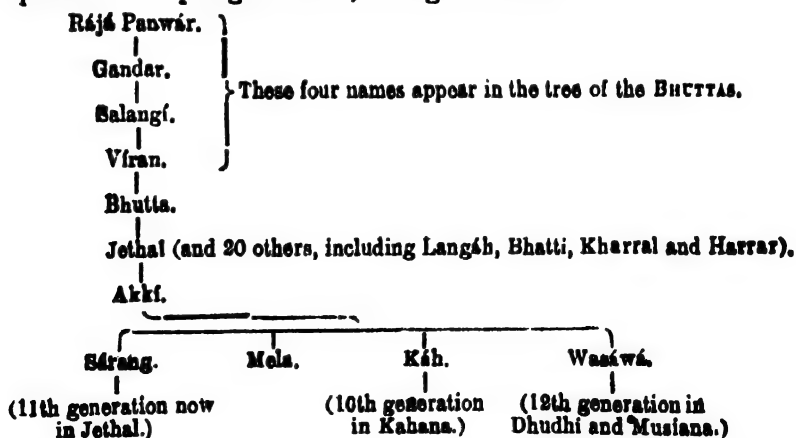 Rájá Panwár.
Gandar.
These four names appear in the tree of the BHUTTAS.
Salangí.
Víran.
Bhutta.
Jethal (and 20 others, including Langáh, Bhatti, Kharral and Harrar).
Akkí.
Sárang. Mela. Káh. Wasáwá.
(11th generation now (10th generation (12th generation in
in Jethal.) in Kahana.) Dhudhi and Musiana.)